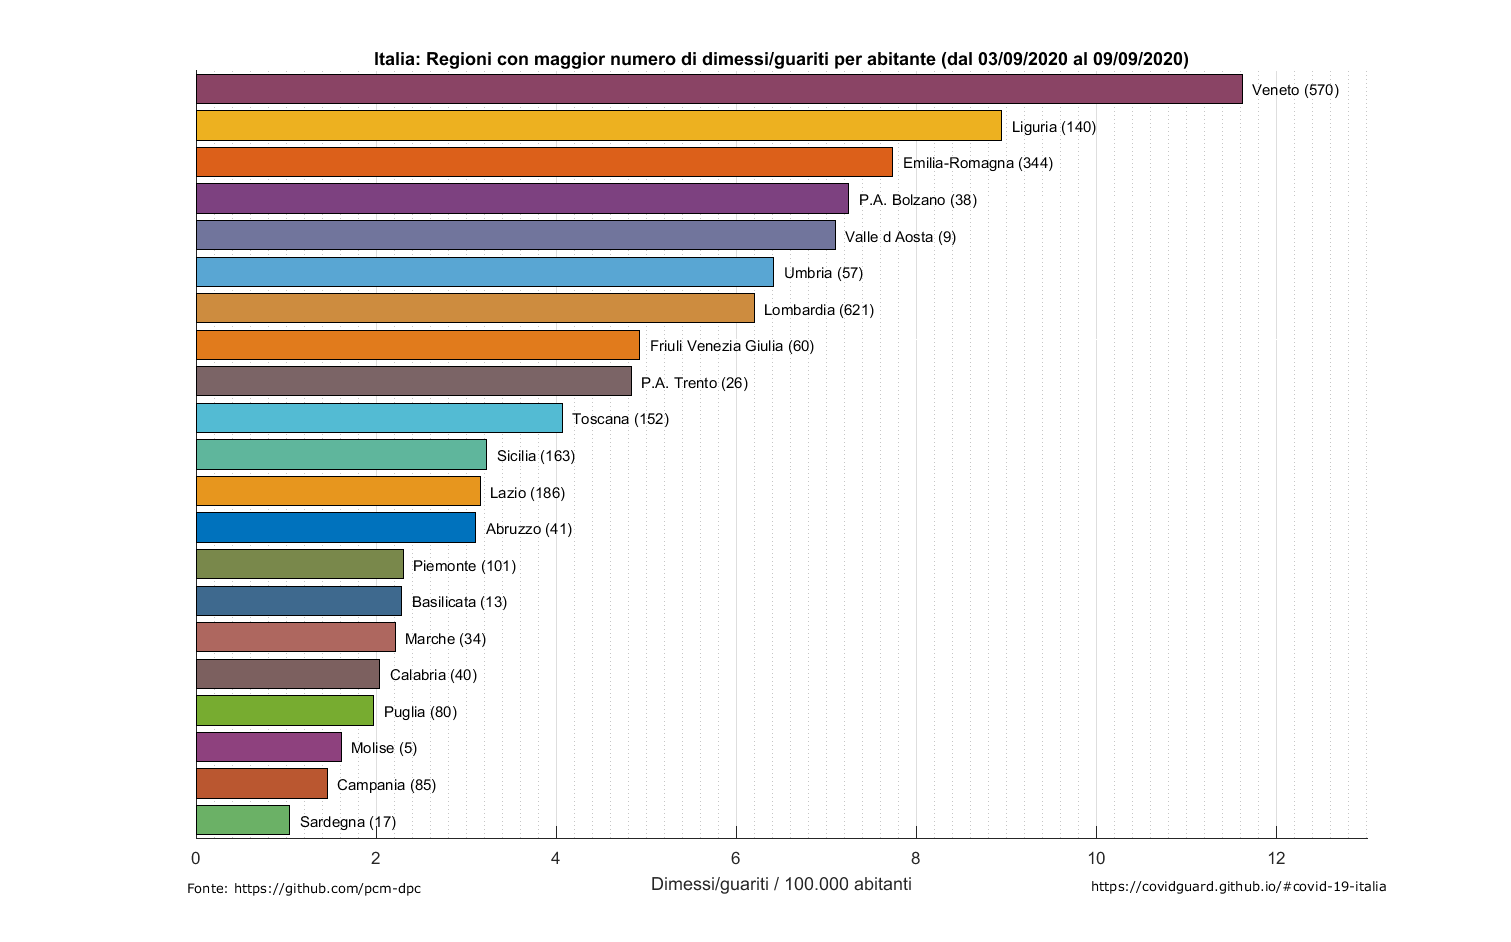 Italia: Regioni con maggior numero di dimessi/guariti per abitante (dal 03/09/2020 al 09/09/2020)
Veneto (570)
Liguria (140)
Emilia-Romagna (344)
P.A. Bolzano (38)
Valle d Aosta (9)
Umbria (57)
Lombardia (621)
Friuli Venezia Giulia (60)
P.A. Trento (26)
Toscana (152)
Sicilia (163)
Lazio (186)
Abruzzo (41)
Piemonte (101)
Basilicata (13)
Marche (34)
Calabria (40)
Puglia (80)
Molise (5)
Campania (85)
Sardegna (17)
0 2 4 6 8 10 12
Dimessi/guariti / 100.000 abitanti
Fonte: https://github.com/pcm-dpc
https://covidguard.github.io/#covid-19-italia